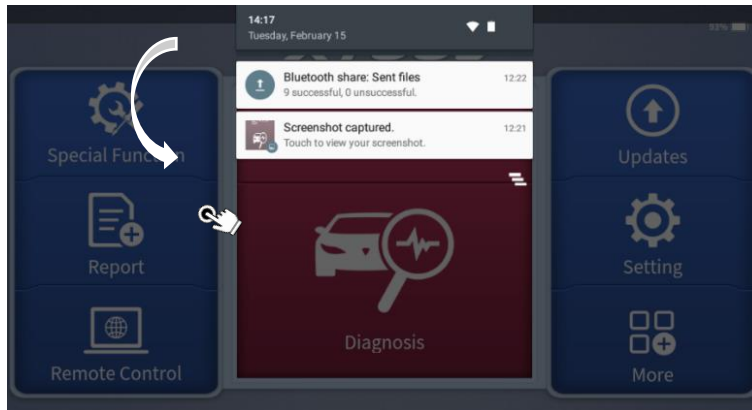 14:17
Tuesday, February 15
92%
Bluetooth share: Sent files
12:22
9 successful, 0 unsuccessful.
Screenshot captured.
12:21
Touch to view your screenshot.
Special Function
Updates
Report
Setting
Diagnosis
Remote Control
More